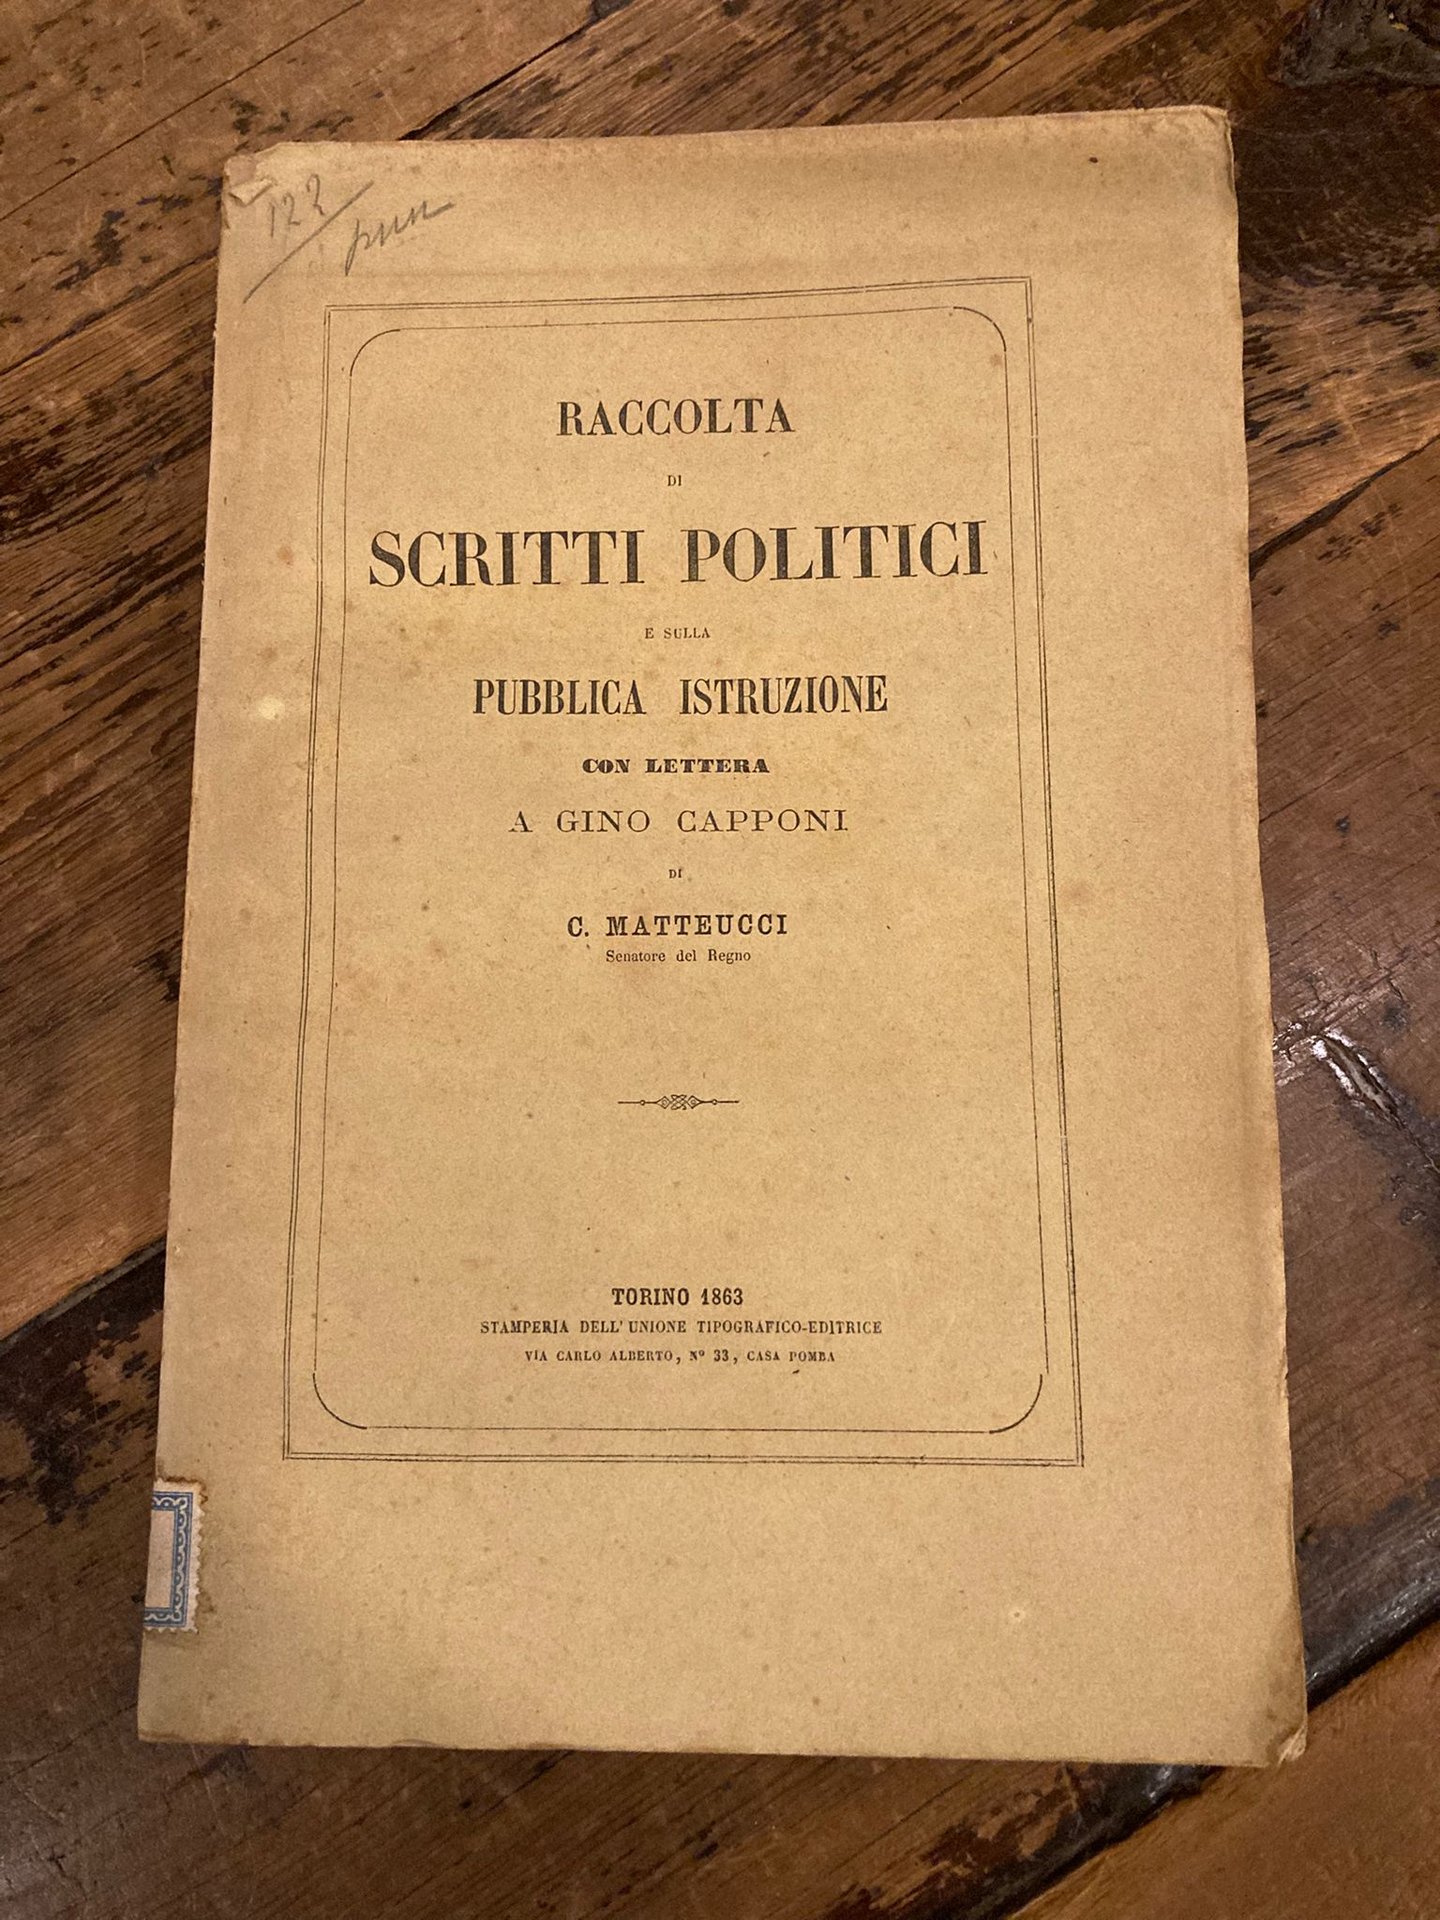 122
RACCOLTA
DI
SCRITTI POLITICI
E SULLA
PUBBLICA ISTRUZIONE
CON LETTERA
A GINO CAPPONI
DI
C. MATTEUCCI
Senatore del Regno
TORINO 1863
STAMPERIA DELL' UNIONE TIPOGRAFICO-EDITRICE
VIA CARLO ALBERTO, Nº 33, CASA POMBA